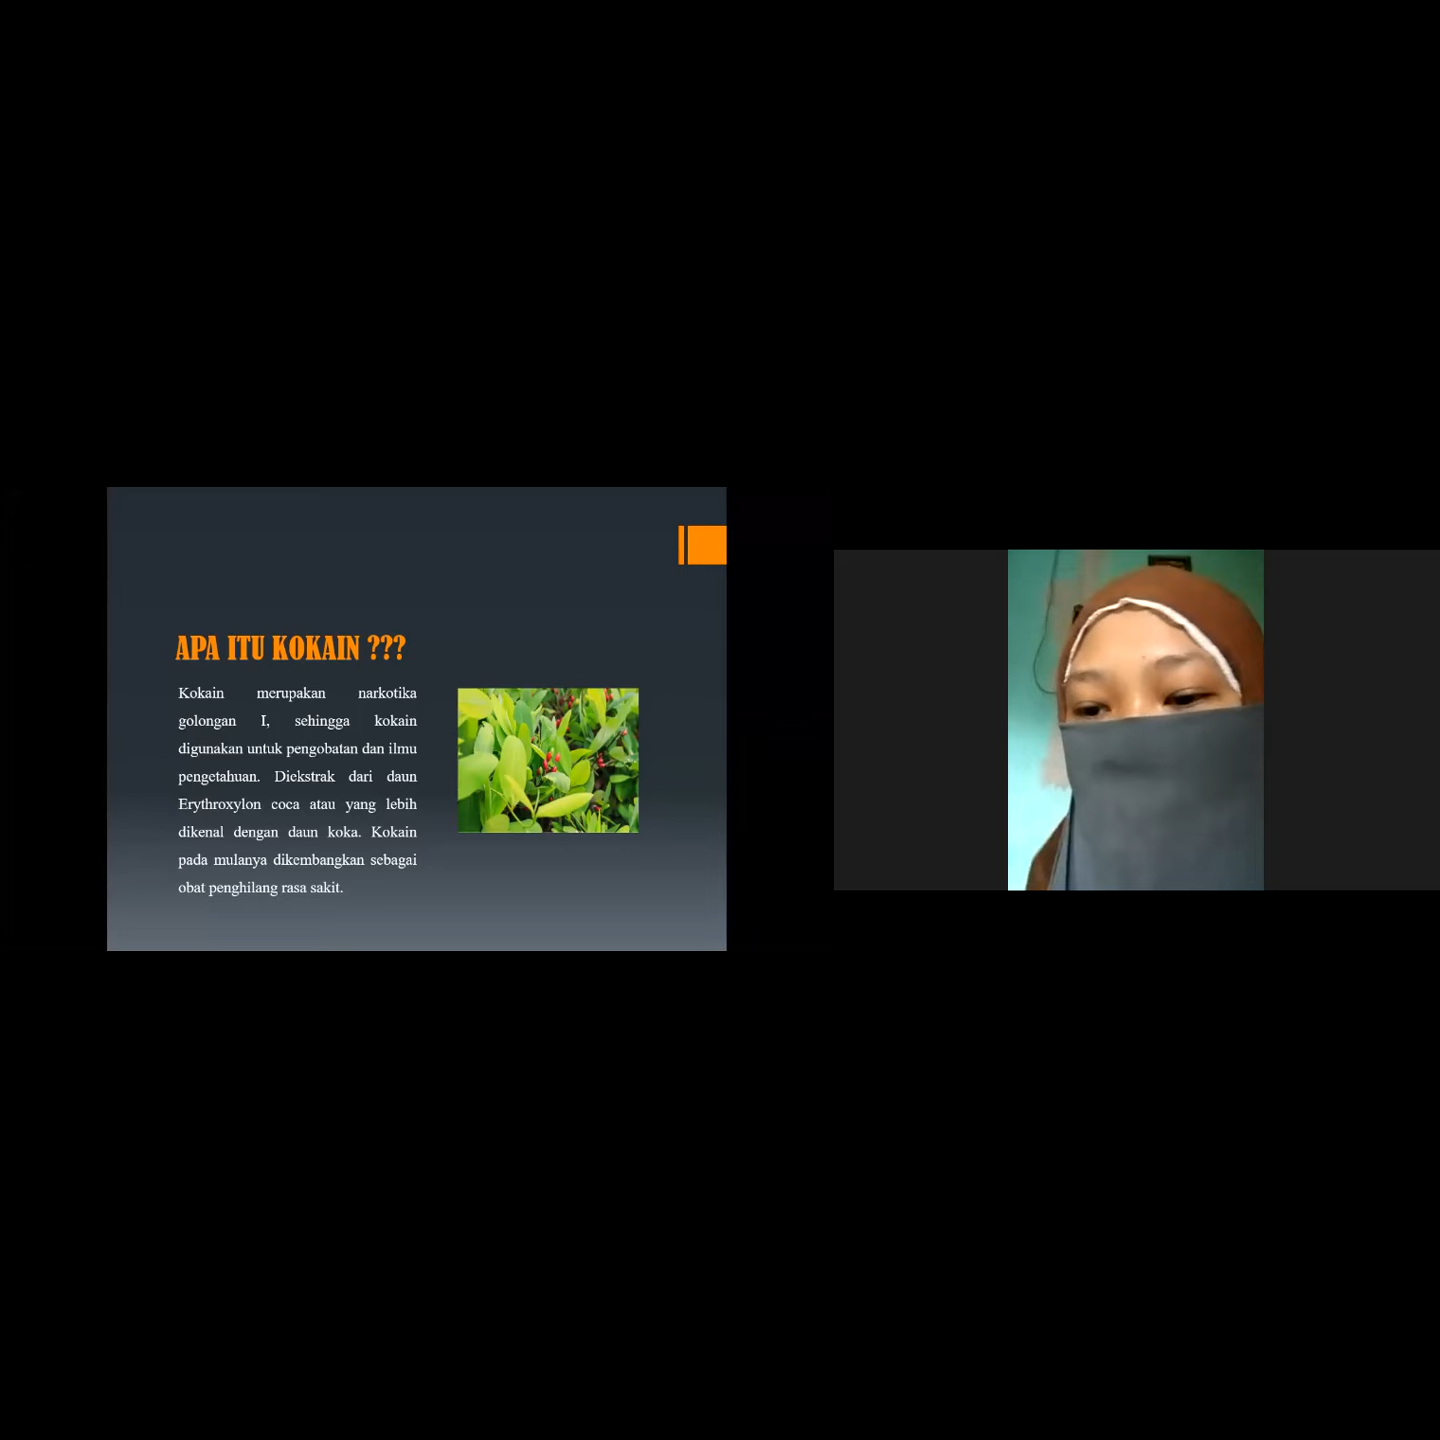 APA ITU KOKAIN ???
Kokain merupakan narkotika
golongan I, sehingga kokain
digunakan untuk pengobatan dan ilmu
pengetahuan. Diekstrak dari daun
Erythroxylon coca atau yang lebih
dikenal dengan daun koka. Kokain
pada mulanya dikembangkan sebagai
obat penghilang rasa sakit.